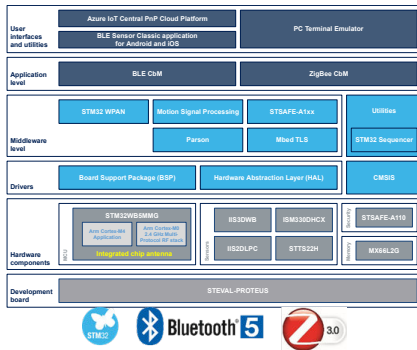 User
interfaces
and utilities
Azure IoT Central PnP Cloud Platform
BLE Sensor Classic application
for Android and iOS
PC Terminal Emulator
Application
level
BLE CbM
ZigBee CbM
Middleware
level
STM32 WPAN
Motion Signal Processing
STSAFE-A1xx
Parson
Mbed TLS
Utilities
STM32 Sequencer
Drivers
Board Support Package (BSP)
Hardware Abstraction Layer (HAL)
CMSIS
Hardware
components
MCU
STM32WB5MMG
Arm Cortex-M4
Application
Arm Cortex-M0
2.4 GHz Multi-
Protocol RF stack
Integrated chip antenna
Sensors
IIS3DWB
ISM330DHCX
IIS2DLPC
STTS22H
Security
STSAFE-A110
Memory
MX66L2G
Development
board
STEVAL-PROTEUS
STM32
Bluetooth 5
Z 3.0